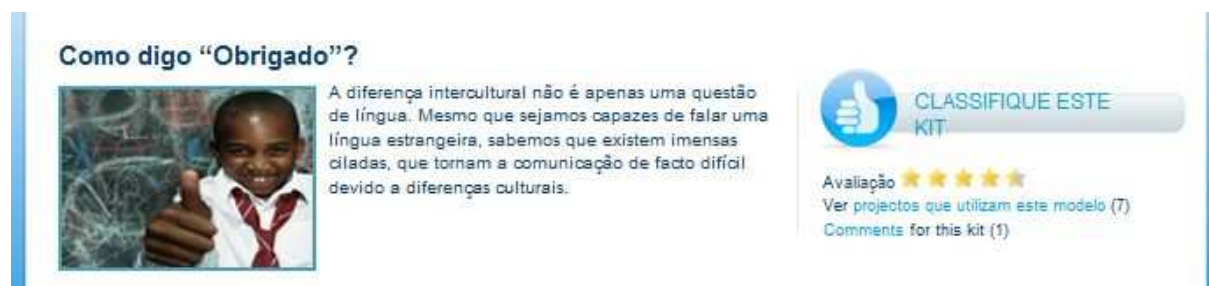 Como digo “Obrigado”?
A diferença intercultural não é apenas uma questão
de língua. Mesmo que sejamos capazes de falar uma
língua estrangeira, sabemos que existem imensas
ciladas, que tornam a comunicação de facto difícil
devido a diferenças culturais.
CLASSIFIQUE ESTE
KIT
Avaliação
Ver projectos que utilizam este modelo (7)
Comments for this kit (1)